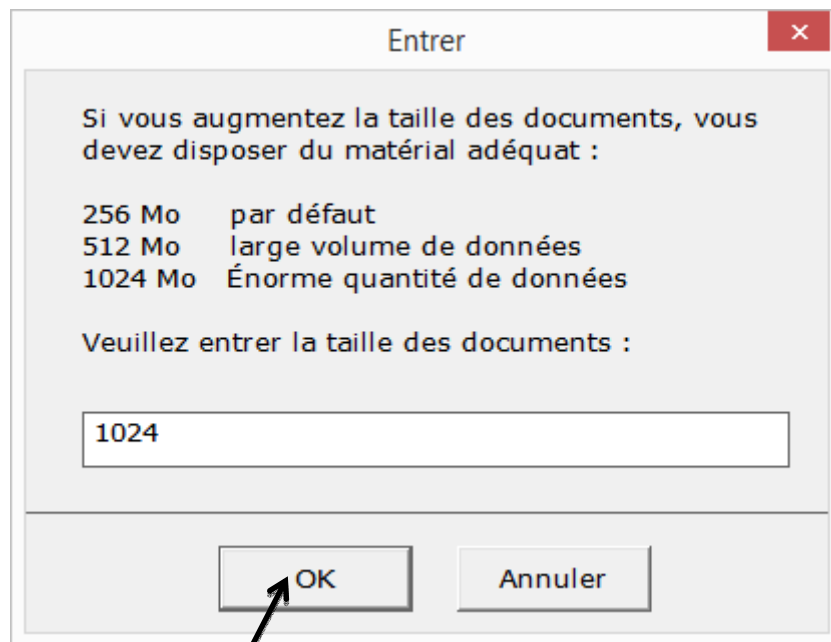 Entrer
Si vous augmentez la taille des documents, vous
devez disposer du matérial adéquat :
256 Mo par défaut
512 Mo large volume de données
1024 Mo Énorme quantité de données
Veuillez entrer la taille des documents :
1024
OK Annuler